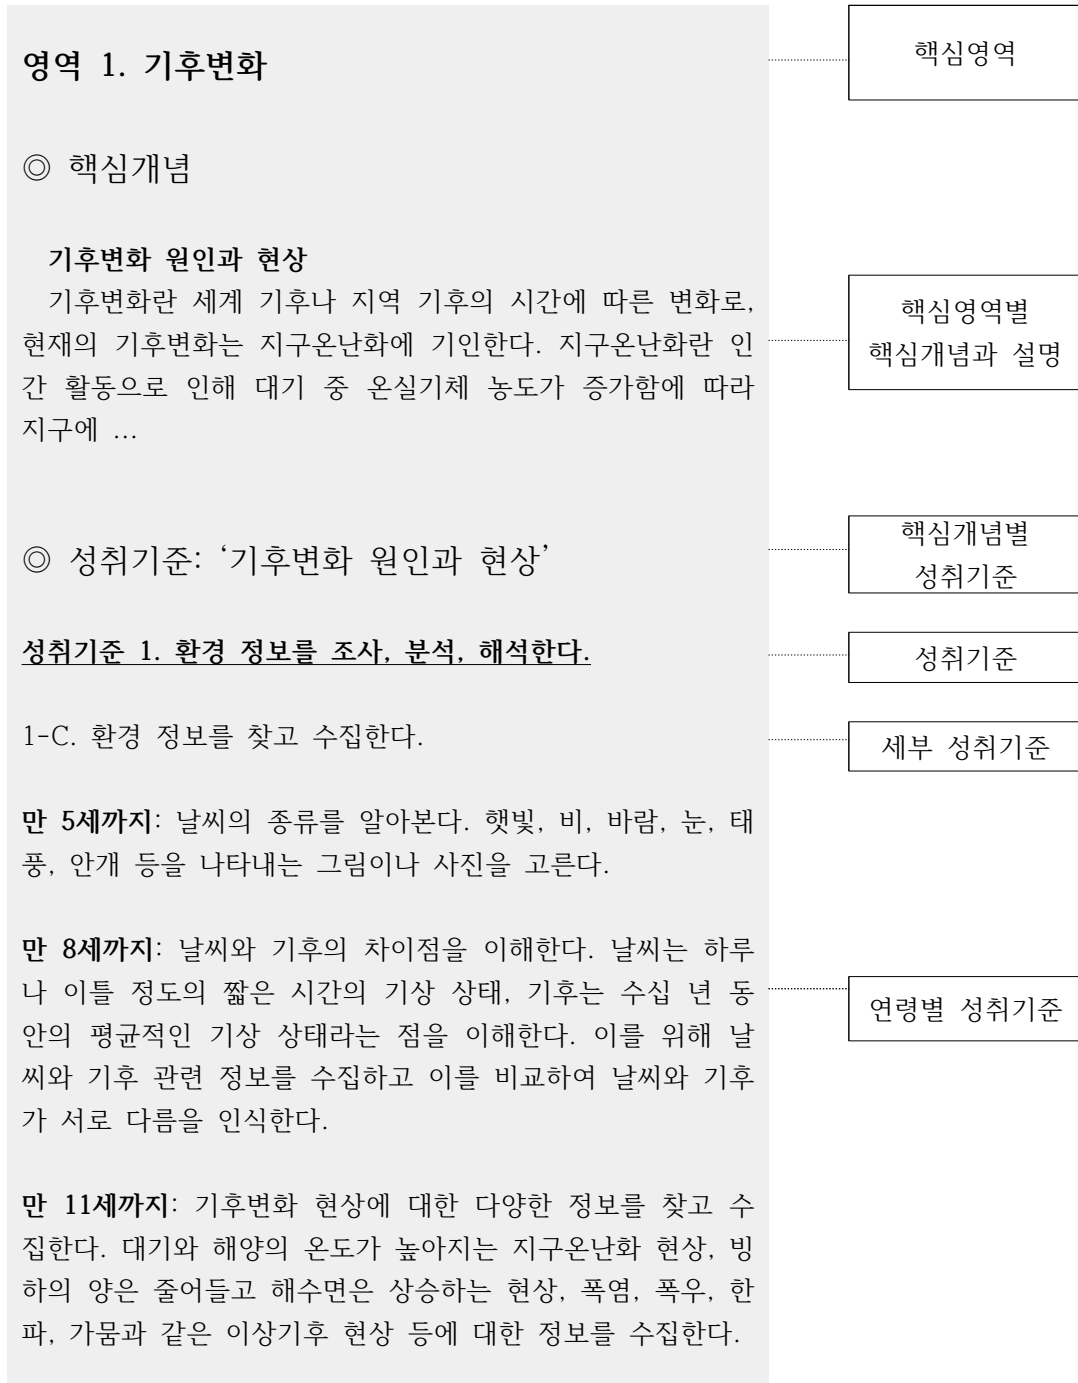 영역 1. 기후변화
핵심영역
◎ 핵심개념
기후변화 원인과 현상
기후변화란 세계 기후나 지역 기후의 시간에 따른 변화로,
현재의 기후변화는 지구온난화에 기인한다. 지구온난화란 인
간 활동으로 인해 대기 중 온실기체 농도가 증가함에 따라
지구에 …
핵심영역별
핵심개념과 설명
◎ 성취기준: ‘기후변화 원인과 현상’
핵심개념별
성취기준
성취기준 1. 환경 정보를 조사, 분석, 해석한다.
성취기준
1-C. 환경 정보를 찾고 수집한다.
세부 성취기준
만 5세까지: 날씨의 종류를 알아본다. 햇빛, 비, 바람, 눈, 태
풍, 안개 등을 나타내는 그림이나 사진을 고른다.
만 8세까지: 날씨와 기후의 차이점을 이해한다. 날씨는 하루
나 이틀 정도의 짧은 시간의 기상 상태, 기후는 수십 년 동
안의 평균적인 기상 상태라는 점을 이해한다. 이를 위해 날
씨와 기후 관련 정보를 수집하고 이를 비교하여 날씨와 기후
가 서로 다름을 인식한다.
연령별 성취기준
만 11세까지: 기후변화 현상에 대한 다양한 정보를 찾고 수
집한다. 대기와 해양의 온도가 높아지는 지구온난화 현상, 빙
하의 양은 줄어들고 해수면은 상승하는 현상, 폭염, 폭우, 한
파, 가뭄과 같은 이상기후 현상 등에 대한 정보를 수집한다.